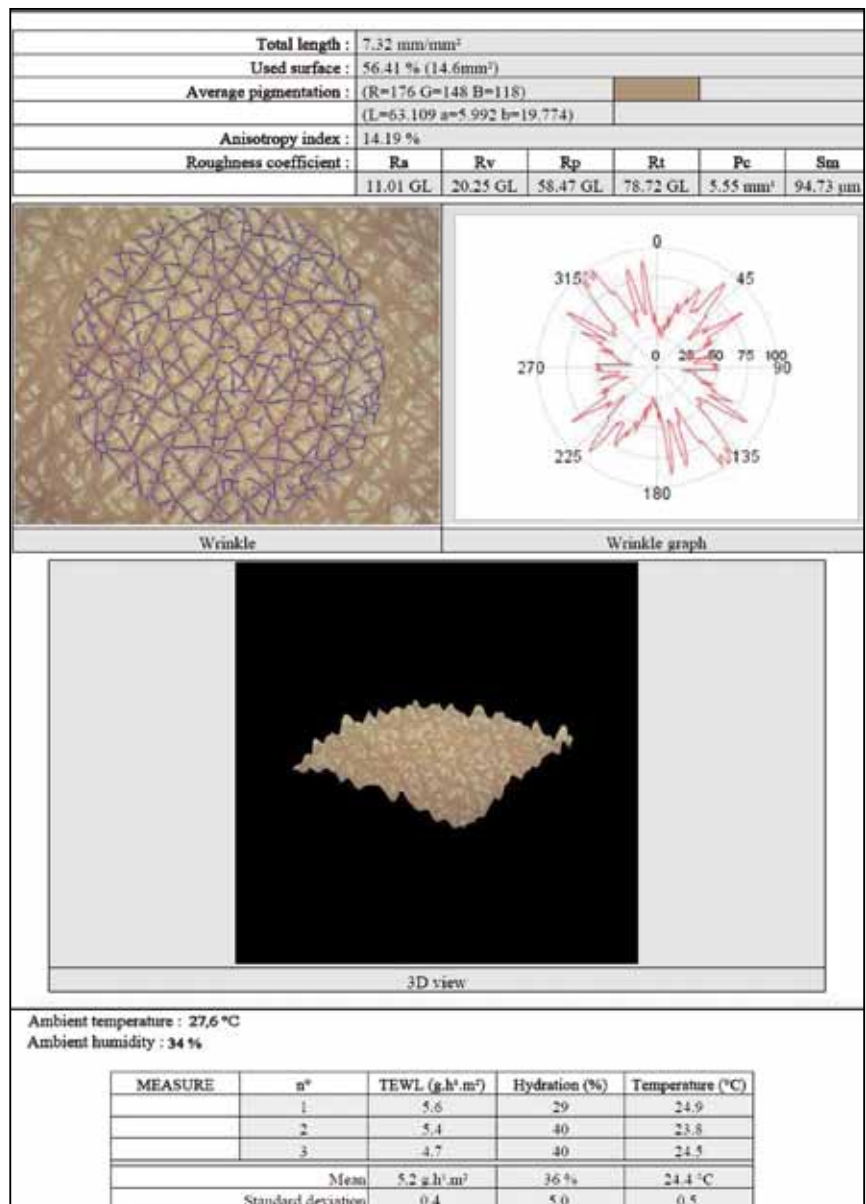 Total length : 7.32 mm/mm²
Used surface : 56.41 % (14.6mm²)
Average pigmentation : (R=176 G=148 B=118)
(L=63.109 a=5.992 b=19.774)
Anisotropy index : 14.19 %
Roughness coefficient : Ra Rv Rp Rt Pc Sm
11.01 GL 20.25 GL 58.47 GL 78.72 GL 5.55 mm¹ 94.73 µm
0
315 45
270 0 25 50 75 100 90
225 135
180
Wrinkle Wrinkle graph
3D view
Ambient temperature : 27,6 °C
Ambient humidity : 34 %
MEASURE n° TEWL (g.h¹.m²) Hydration (%) Temperature (°C)
1 5.6 29 24.9
2 5.4 40 23.8
3 4.7 40 24.5
Mean 5.2 g.h¹.m² 36 % 24.4 °C
Standard deviation 0.4 5.0 0.5